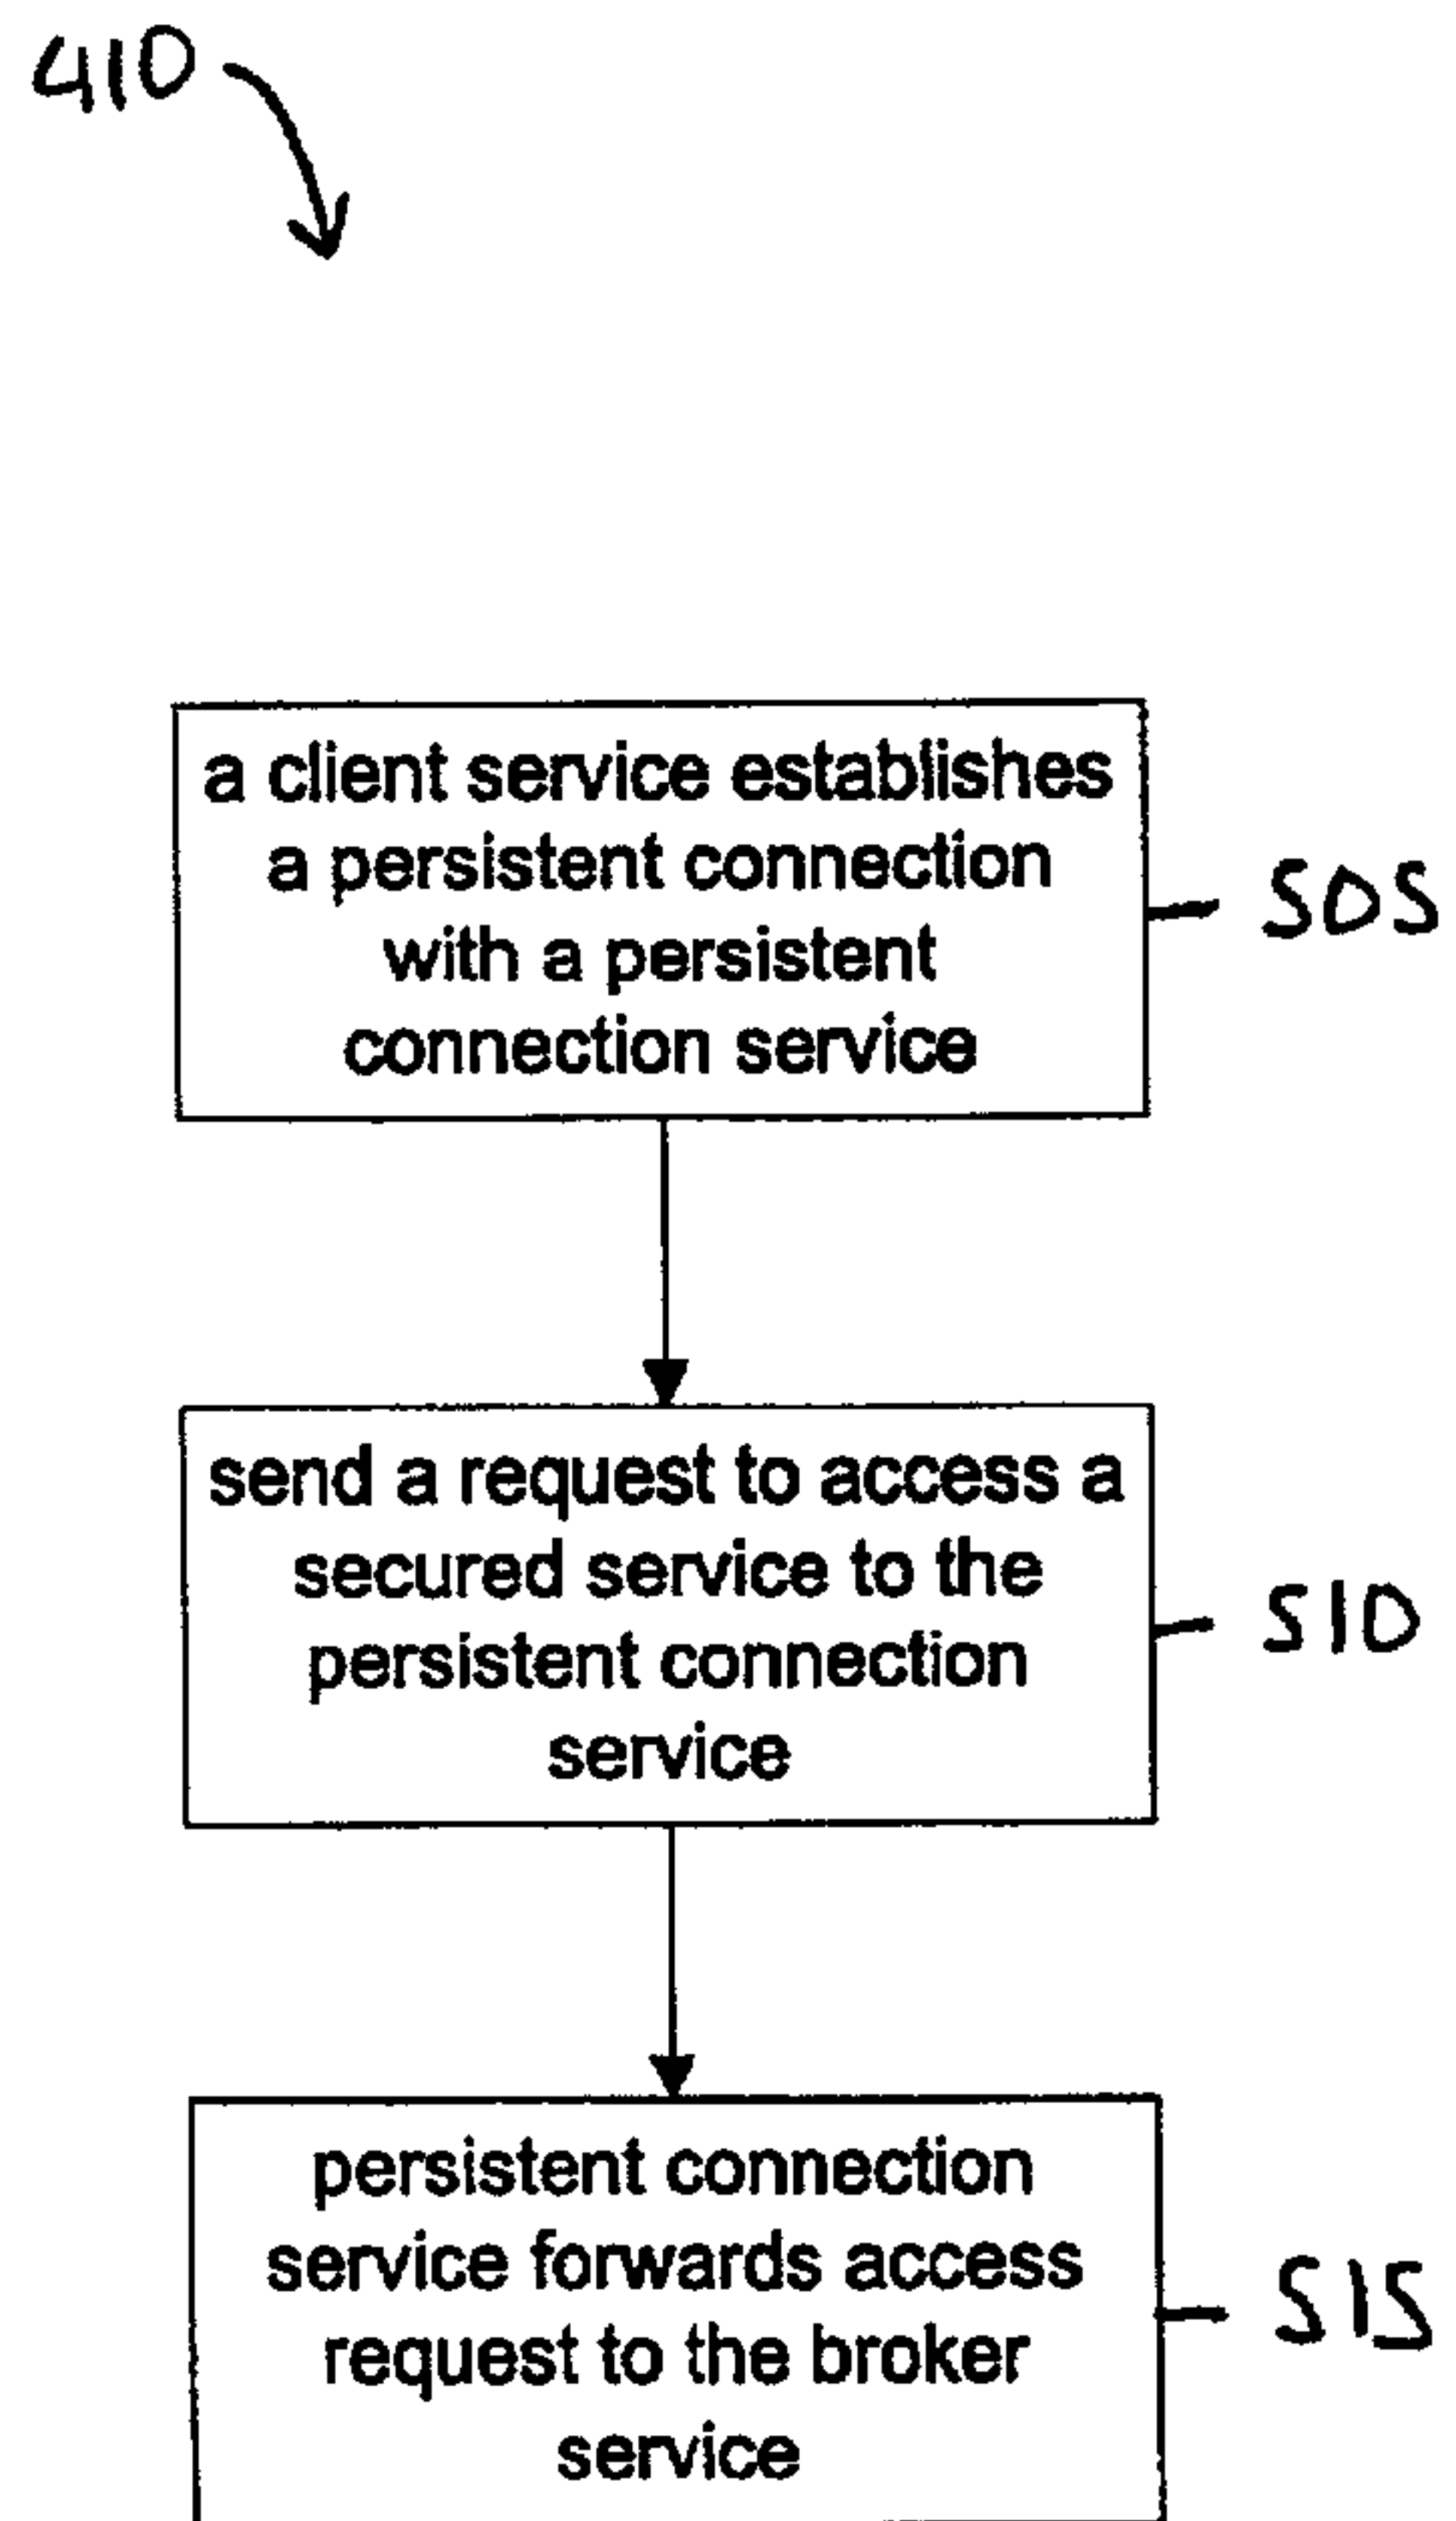 410
a client service establishes
a persistent connection
with a persistent
connection service
505
send a request to access a
secured service to the
persistent connection
service
510
persistent connection
service forwards access
request to the broker
service
515